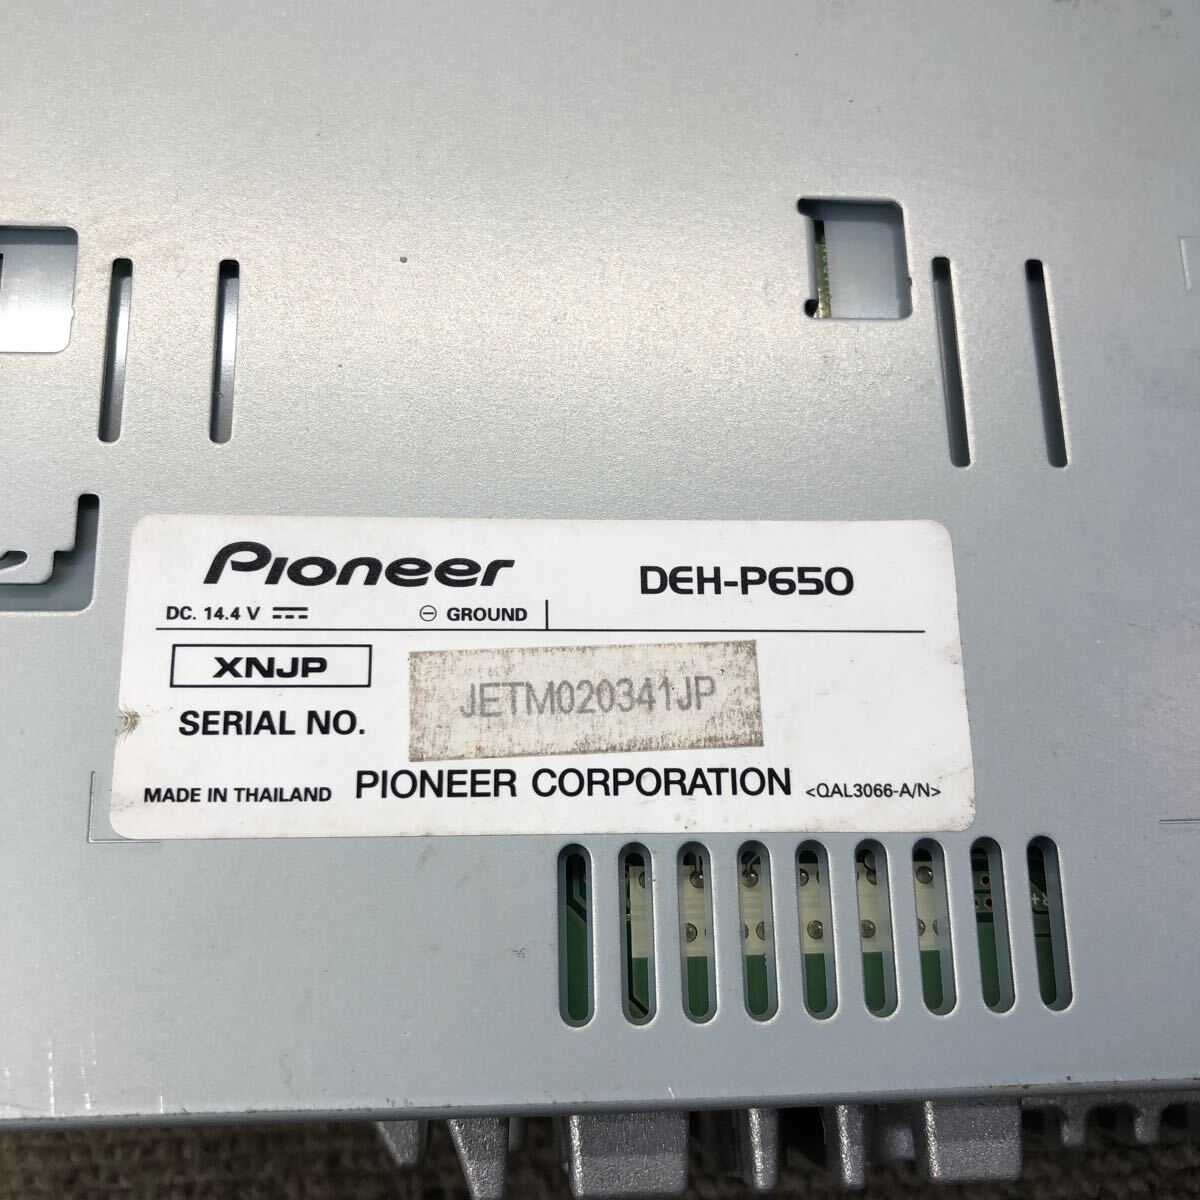 Pioneer DEH-P650
DC. 14.4 V ⎓ ⊖ GROUND
XNJP
SERIAL NO. JETM020341JP
MADE IN THAILAND PIONEER CORPORATION <QAL3066-A/N>